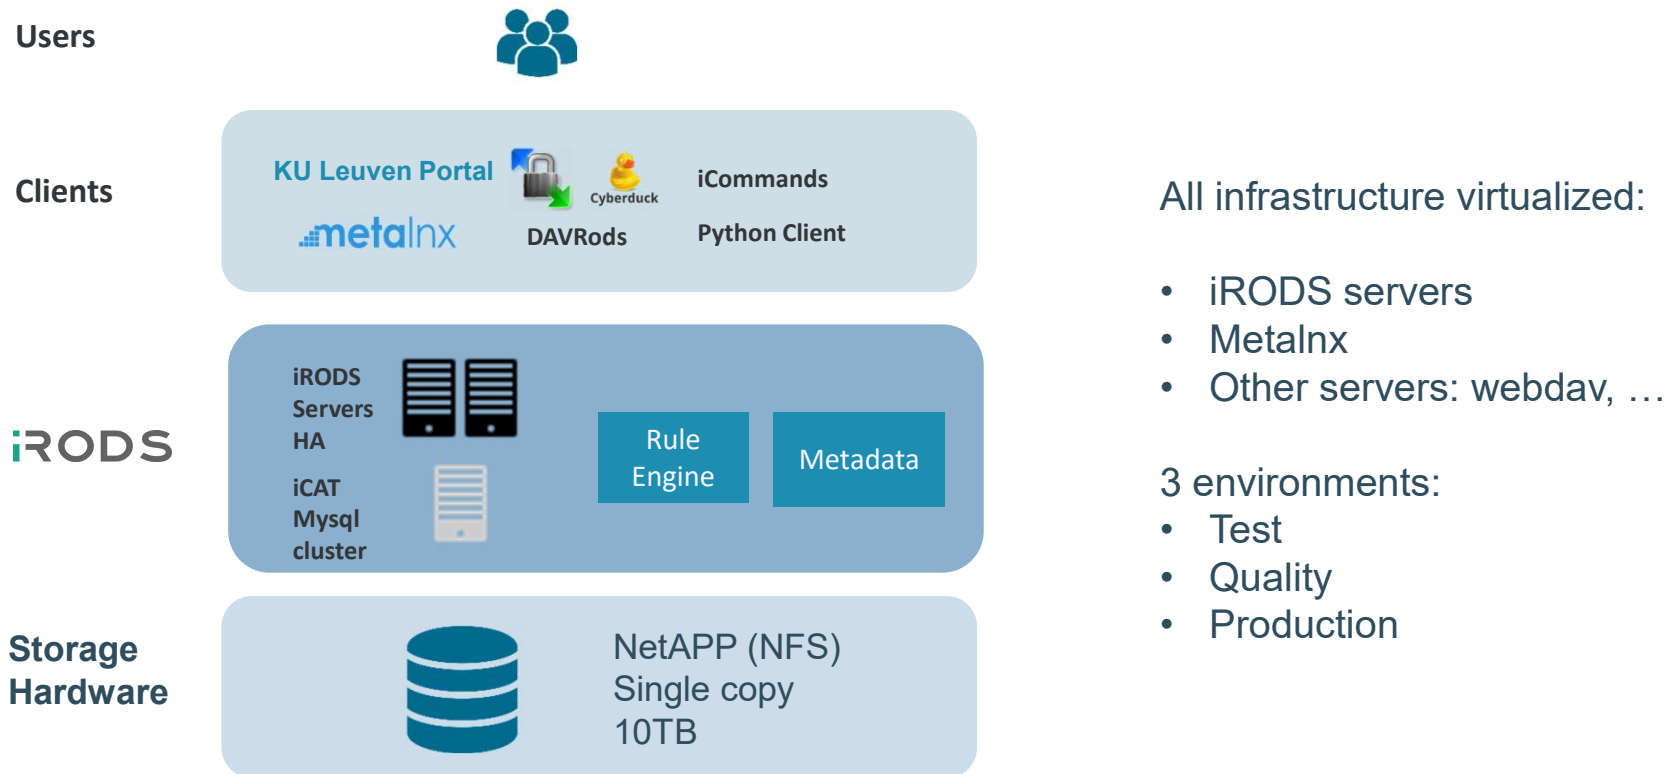 Users
Clients
KU Leuven Portal
metalnx
Cyberduck
DAVRods
iCommands
Python Client
iRODS
iRODS
Servers
HA
iCAT
Mysql
cluster
Rule
Engine
Metadata
Storage
Hardware
NetAPP (NFS)
Single copy
10TB
All infrastructure virtualized:
• iRODS servers
• Metalnx
• Other servers: webdav, …
3 environments:
• Test
• Quality
• Production